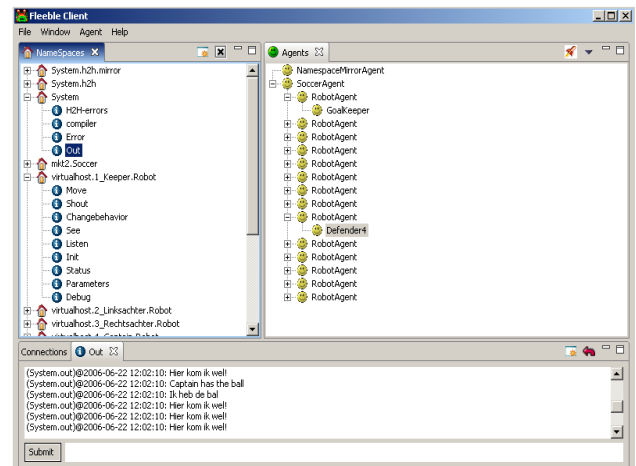 Fleeble Client
File Window Agent Help
NameSpaces
System.h2h.mirror
System.h2h
System
H2H-errors
compiler
Error
Out
mkt2.Soccer
virtualhost.1_Keeper.Robot
Move
Shout
Changebehavior
See
Listen
Init
Status
Parameters
Debug
virtualhost.2_Linksachter.Robot
virtualhost.3_Rechtsachter.Robot
virtualhost.4_Captain.Robot
Agents
NamespaceMirrorAgent
SoccerAgent
RobotAgent
GoalKeeper
RobotAgent
RobotAgent
RobotAgent
RobotAgent
RobotAgent
RobotAgent
RobotAgent
RobotAgent
Defender4
RobotAgent
RobotAgent
RobotAgent
RobotAgent
Connections Out
(System.out)@2006-06-22 12:02:10: Hier kom ik wel!
(System.out)@2006-06-22 12:02:10: Captain has the ball
(System.out)@2006-06-22 12:02:10: Ik heb de bal
(System.out)@2006-06-22 12:02:10: Hier kom ik wel!
(System.out)@2006-06-22 12:02:10: Hier kom ik wel!
(System.out)@2006-06-22 12:02:10: Hier kom ik wel!
Submit